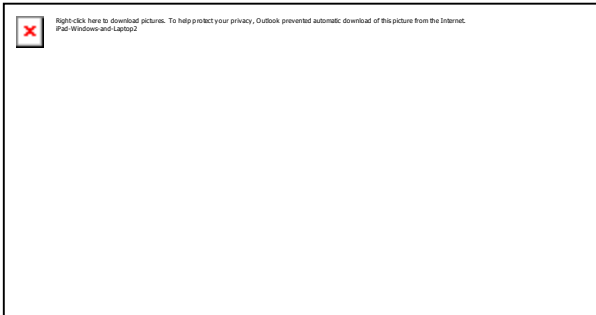 Right-click here to download pictures. To help protect your privacy, Outlook prevented automatic download of this picture from the Internet.
iPad-Windows-and-Laptop2